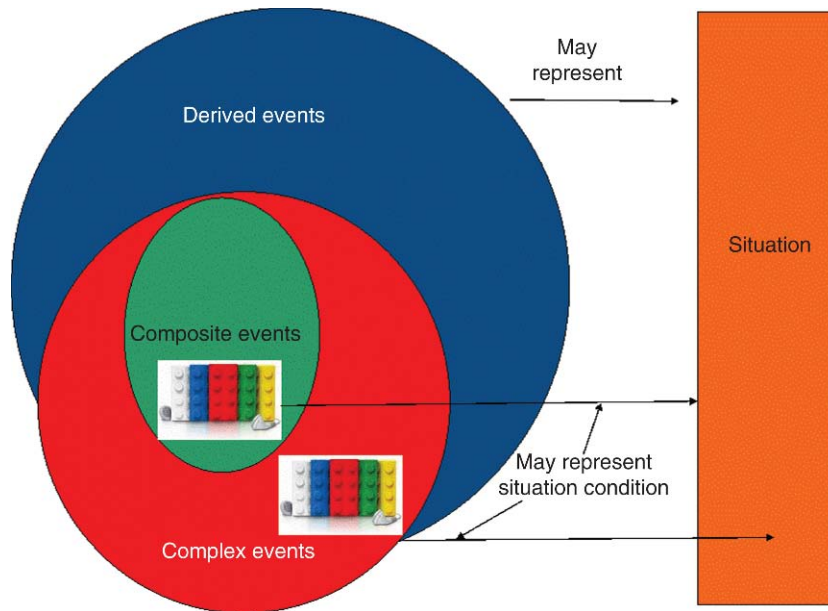 May
represent
Derived events
Situation
Composite events
May represent
situation condition
Complex events